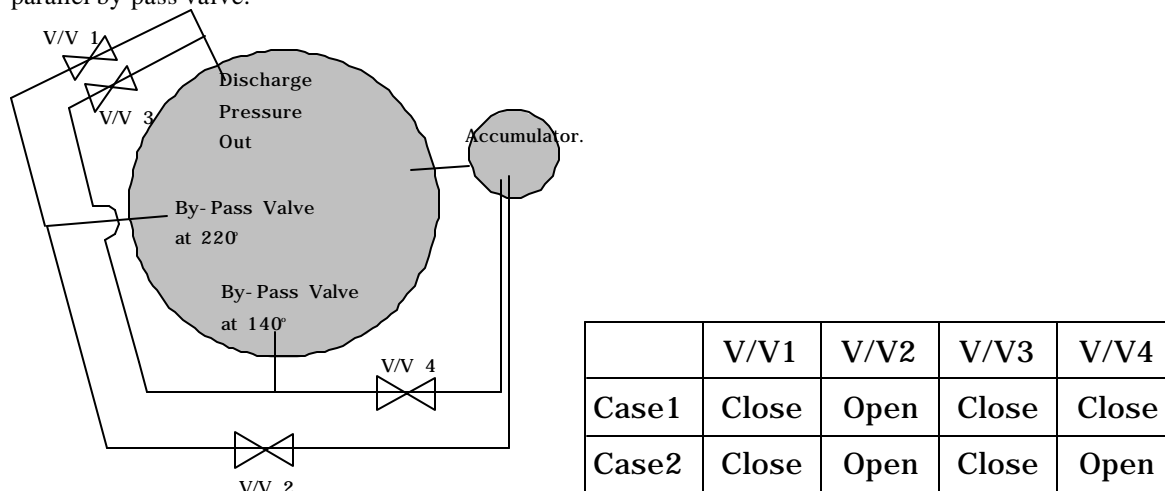 parallel by-pass valve.
V/V 1
V/V 3
Discharge
Pressure
Out
Accumulator.
By-Pass Valve
at 220°
By-Pass Valve
at 140°
V/V 4
V/V 2
V/V1 V/V2 V/V3 V/V4
Case1 Close Open Close Close
Case2 Close Open Close Open